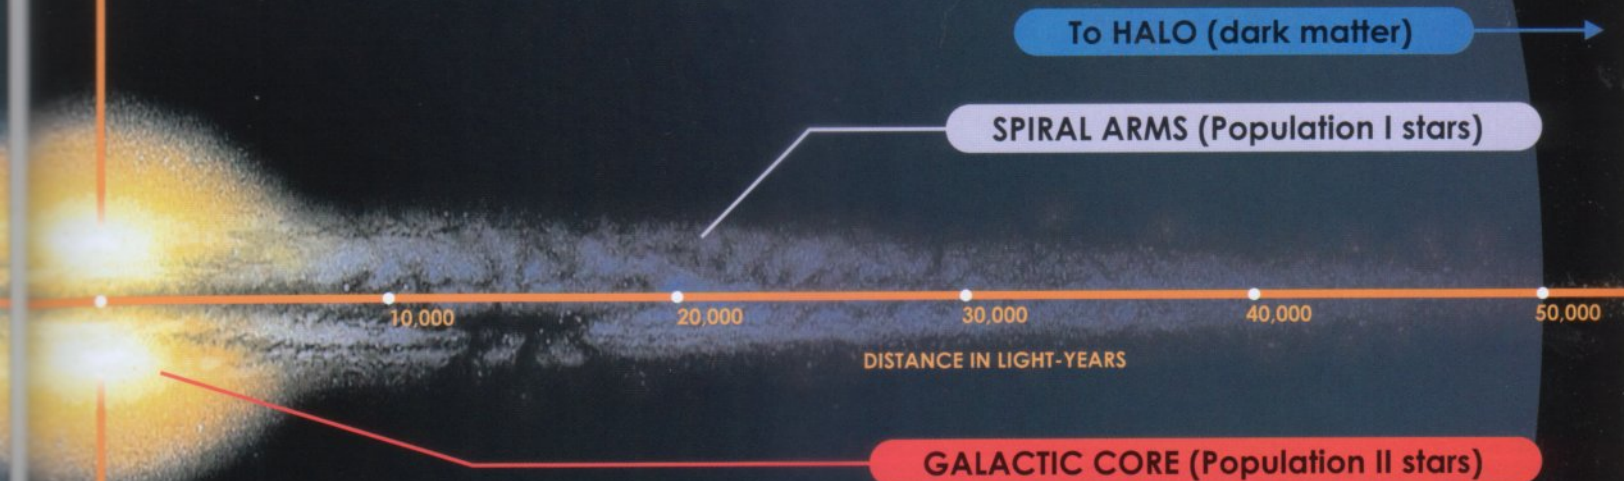 To HALO (dark matter)
SPIRAL ARMS (Population I stars)
10,000
20,000
30,000
40,000
50,000
DISTANCE IN LIGHT-YEARS
GALACTIC CORE (Population II stars)